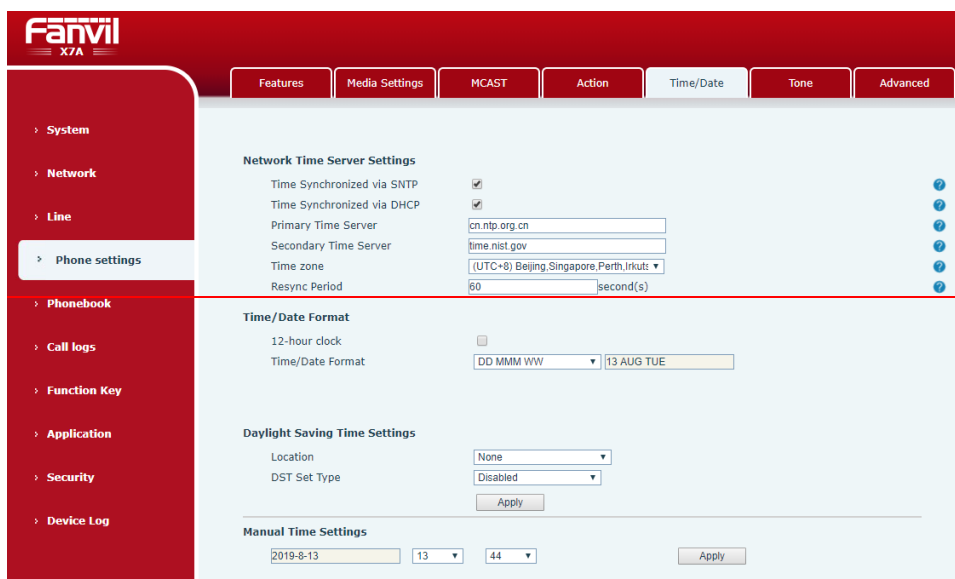 Fanvil
X7A
Features Media Settings MCAST Action Time/Date Tone Advanced
› System
› Network
› Line
› Phone settings
› Phonebook
› Call logs
› Function Key
› Application
› Security
› Device Log
Network Time Server Settings
Time Synchronized via SNTP ?
Time Synchronized via DHCP ?
Primary Time Server cn.ntp.org.cn ?
Secondary Time Server time.nist.gov ?
Time zone (UTC+8) Beijing,Singapore,Perth,Irkuts ?
Resync Period 60 second(s) ?
Time/Date Format
12-hour clock
Time/Date Format DD MMM WW 13 AUG TUE
Daylight Saving Time Settings
Location None
DST Set Type Disabled
Apply
Manual Time Settings
2019-8-13 13 44 Apply